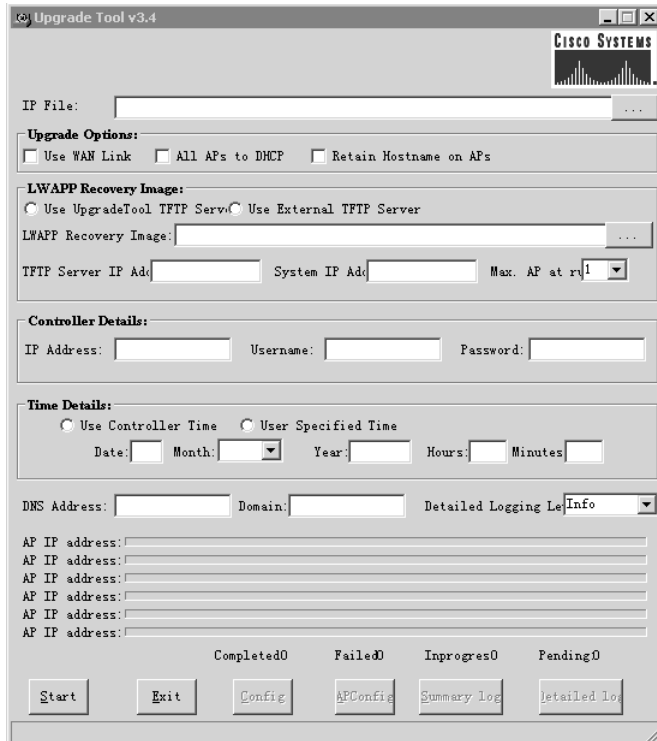 Upgrade Tool v3.4
CISCO SYSTEMS
IP File:
...
Upgrade Options:
Use WAN Link All APs to DHCP Retain Hostname on APs
LWAPP Recovery Image:
Use UpgradeTool TFTP Serv Use External TFTP Server
LWAPP Recovery Image: ...
TFTP Server IP Add System IP Add Max. AP at ru 1
Controller Details:
IP Address: Username: Password:
Time Details:
Use Controller Time User Specified Time
Date: Month: Year: Hours: Minutes
DNS Address: Domain: Detailed Logging Le Info
AP IP address:
AP IP address:
AP IP address:
AP IP address:
AP IP address:
AP IP address:
Completed0 Failed0 Inprogres0 Pending:0
Start Exit Config APConfig Summary log Detailed log